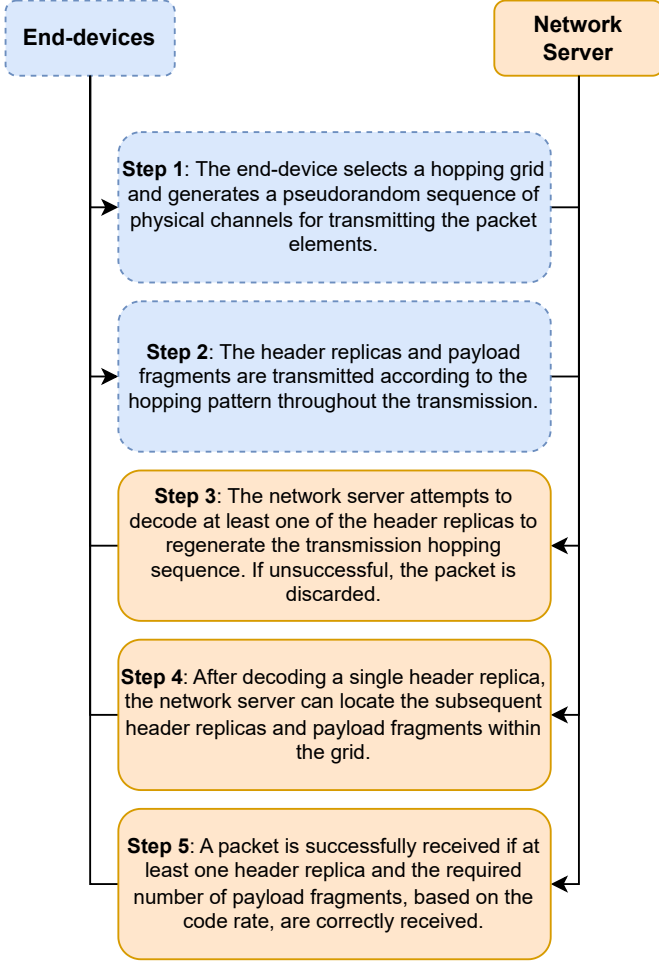 End-devices
Network
Server
Step 1: The end-device selects a hopping grid
and generates a pseudorandom sequence of
physical channels for transmitting the packet
elements.
Step 2: The header replicas and payload
fragments are transmitted according to the
hopping pattern throughout the transmission.
Step 3: The network server attempts to
decode at least one of the header replicas to
regenerate the transmission hopping
sequence. If unsuccessful, the packet is
discarded.
Step 4: After decoding a single header replica,
the network server can locate the subsequent
header replicas and payload fragments within
the grid.
Step 5: A packet is successfully received if at
least one header replica and the required
number of payload fragments, based on the
code rate, are correctly received.